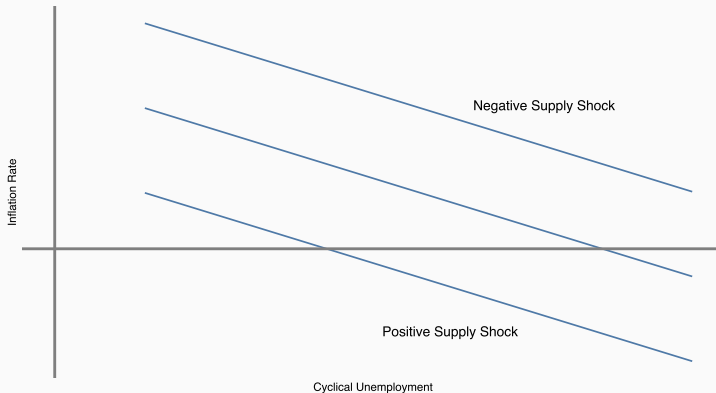 Negative Supply Shock
Inflation Rate
Positive Supply Shock
Cyclical Unemployment